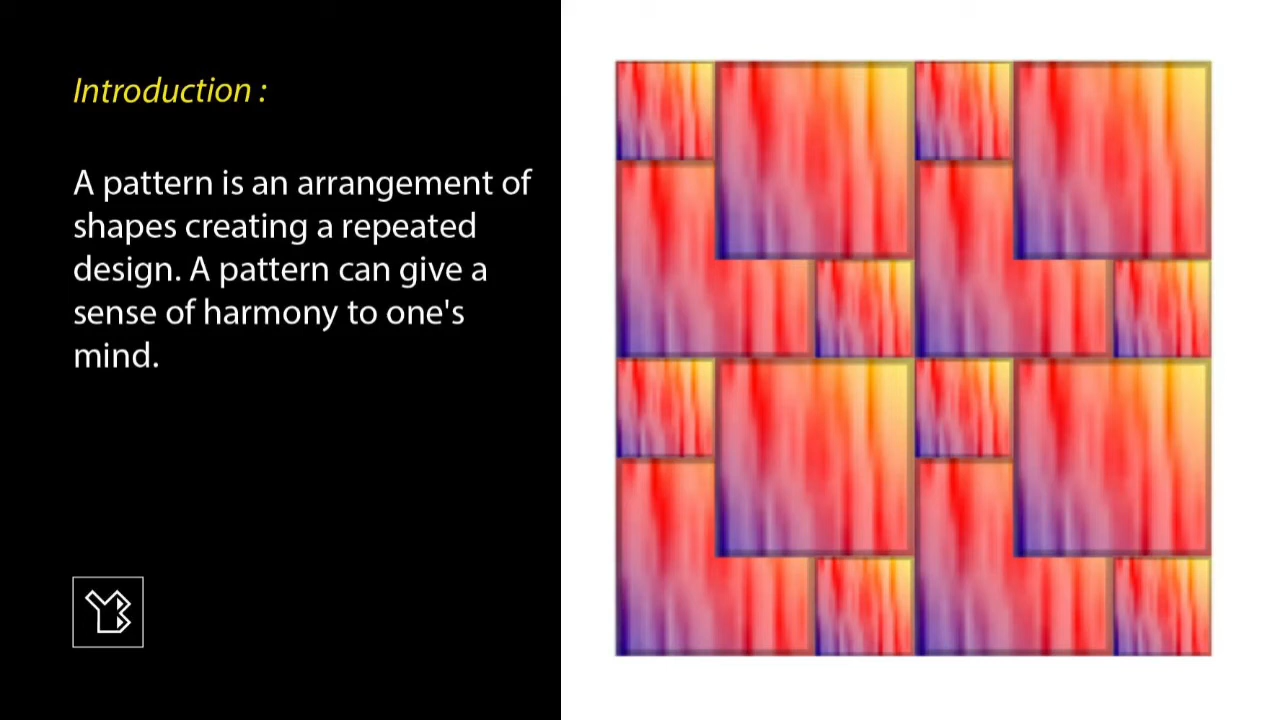 Introduction :
A pattern is an arrangement of
shapes creating a repeated
design. A pattern can give a
sense of harmony to one's
mind.